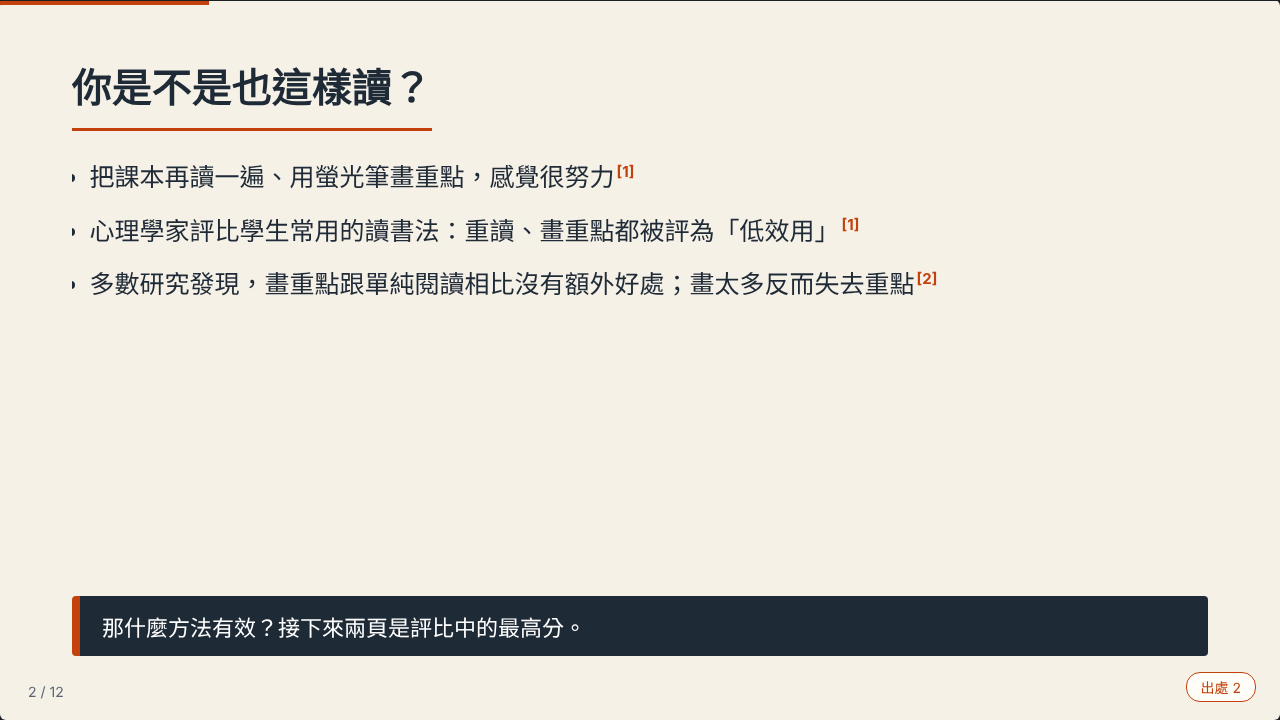 你是不是也這樣讀？
• 把課本再讀一遍、用螢光筆畫重點，感覺很努力[1]
• 心理學家評比學生常用的讀書法：重讀、畫重點都被評為「低效用」[1]
• 多數研究發現，畫重點跟單純閱讀相比沒有額外好處；畫太多反而失去重點[2]
那什麼方法有效？接下來兩頁是評比中的最高分。
2 / 12
出處 2